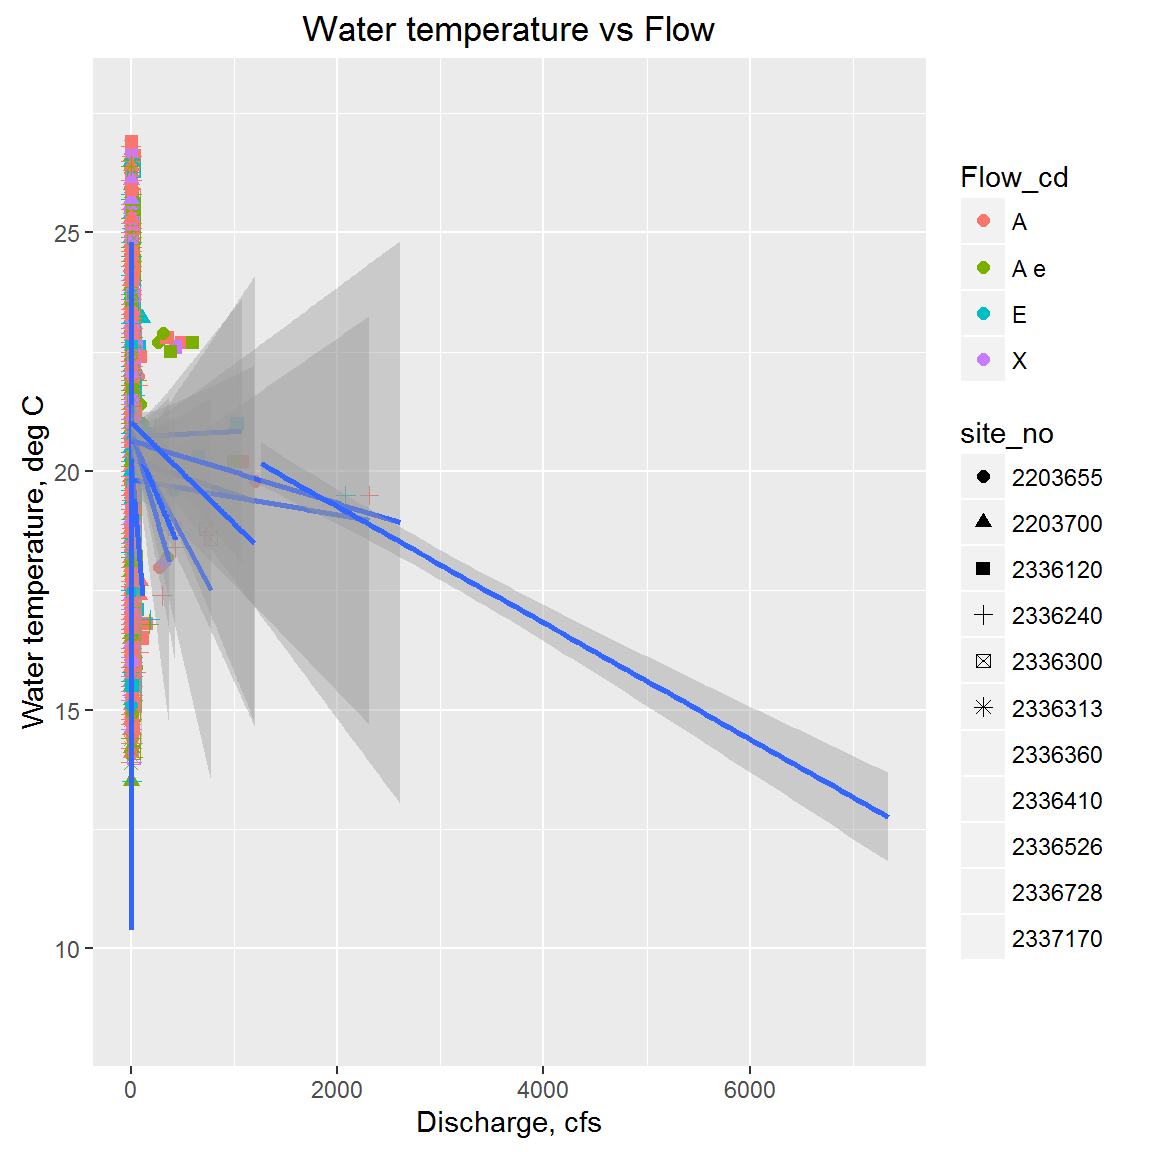 Water temperature vs Flow
Water temperature, deg C
25
20
15
10
0
2000
4000
6000
Discharge, cfs
Flow_cd
A
A e
E
X
site_no
2203655
2203700
2336120
2336240
2336300
2336313
2336360
2336410
2336526
2336728
2337170